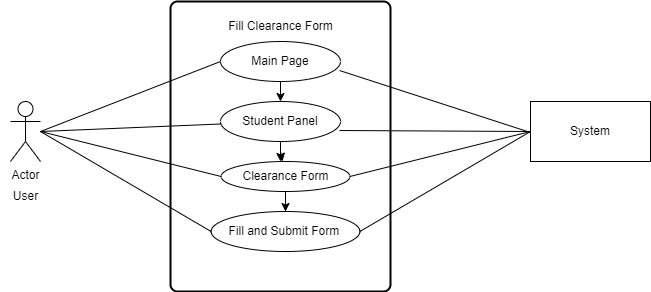 Fill Clearance Form
Main Page
Student Panel
System
Clearance Form
Actor
User
Fill and Submit Form